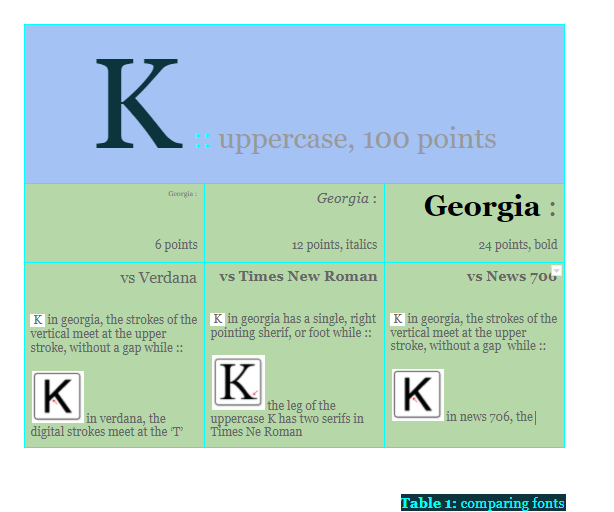 K :: uppercase, 100 points
Georgia :
6 points
Georgia :
12 points, italics
Georgia :
24 points, bold
vs Verdana
K in georgia, the strokes of the
vertical meet at the upper
stroke, without a gap while ::
K in verdana, the
digital strokes meet at the ‘T’
vs Times New Roman
K in georgia has a single, right
pointing sherif, or foot while ::
K the leg of the
uppercase K has two serifs in
Times Ne Roman
vs News 706
K in georgia, the strokes of the
vertical meet at the upper
stroke, without a gap while ::
K in news 706, the
Table 1: comparing fonts